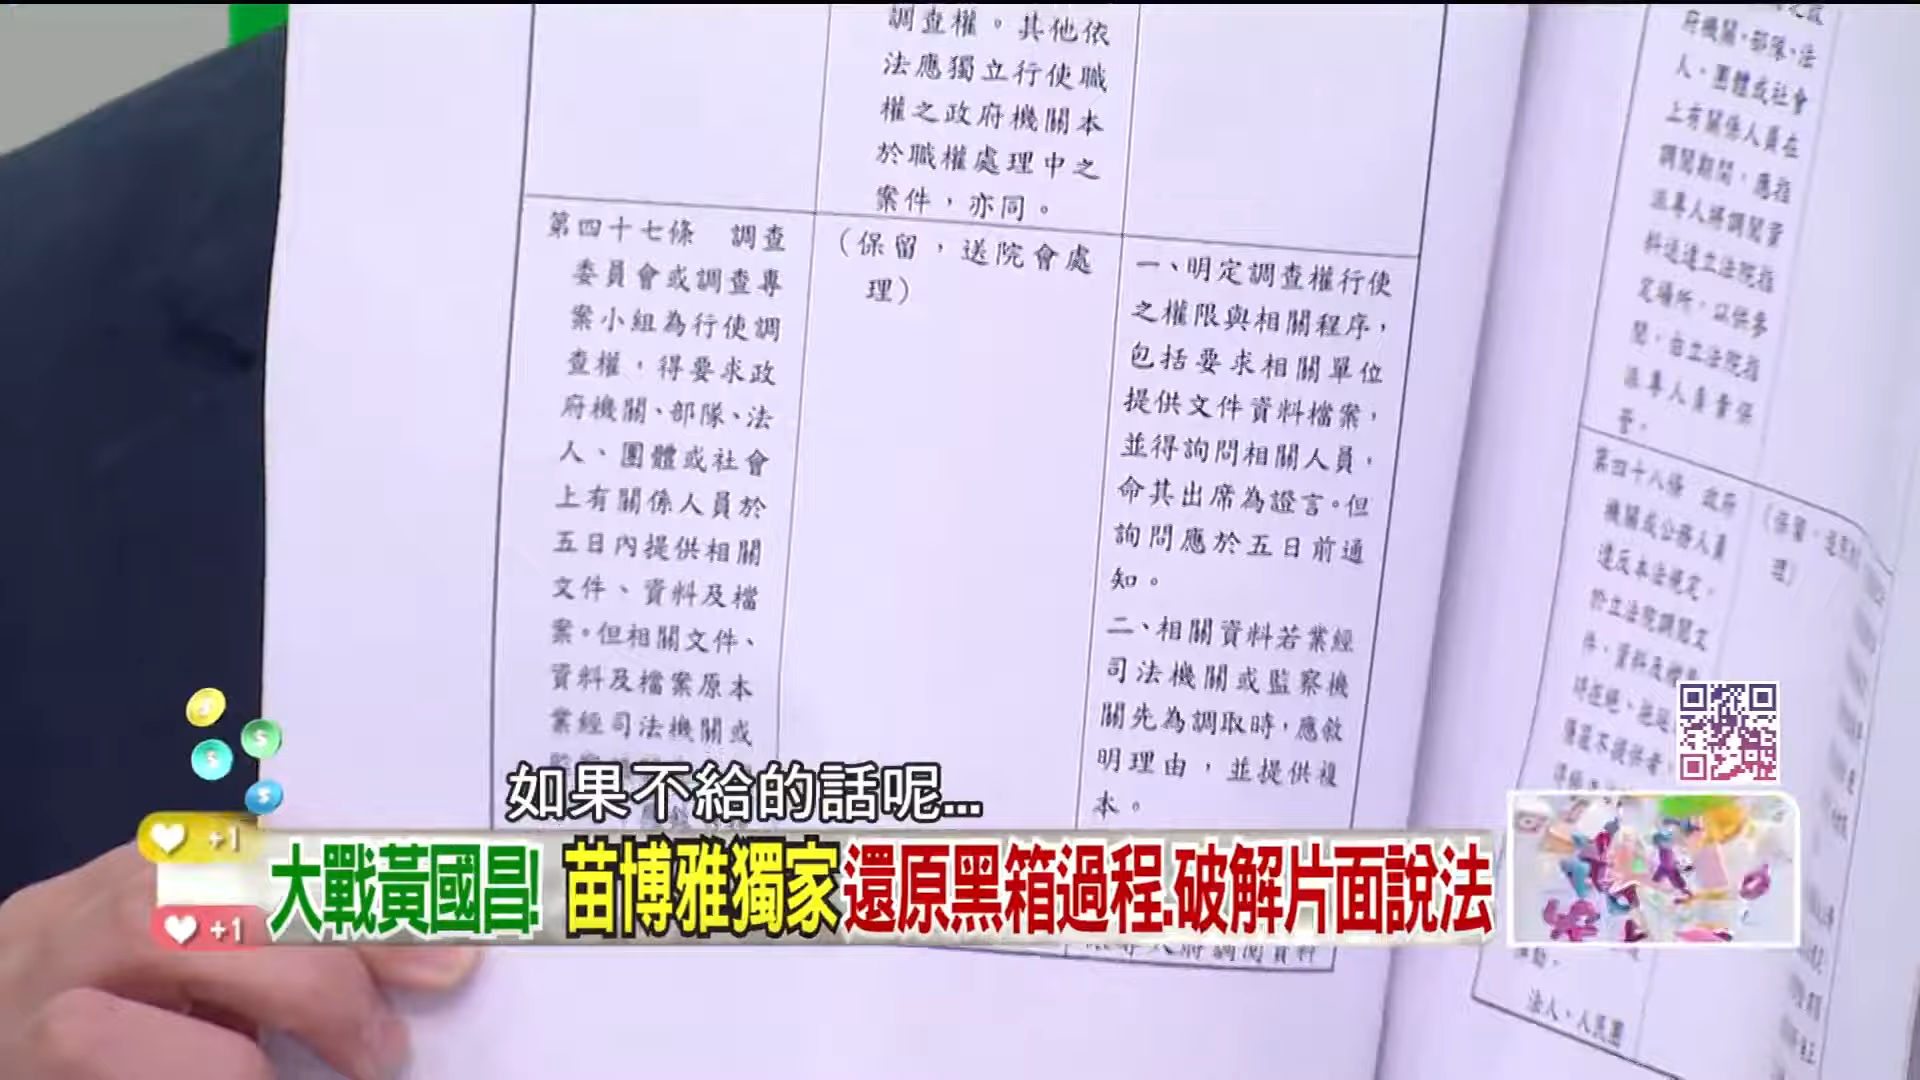 調查權。其他依
法應獨立行使職
權之政府機關本
於職權處理中之
案件，亦同。
第四十七條　調查
委員會或調查專
案小組為行使調
查權，得要求政
府機關、部隊、法
人、團體或社會
上有關係人員於
五日內提供相關
文件、資料及檔
案。但相關文件、
資料及檔案原本
業經司法機關或
（保留，送院會處
理）
一、明定調查權行使
之權限與相關程序，
包括要求相關單位
提供文件資料檔案，
並得詢問相關人員，
命其出席為證言。但
詢問應於五日前通
知。
二、相關資料若業經
司法機關或監察機
關先為調取時，應敘
明理由，並提供複
本。
府機關、部隊、法
人、團體或社會
上有關係人員在
調閱期間，應指
派專人將調閱資
料送達立法院指
定場所，以供參
閱，由立法院指
派專人負責保
管。
第四十八條　政府
機關或公務人員
違反本法規定，
於立法院調閱文
件、資料及檔
（保留，送
理）
法人、人民團
如果不給的話呢...
+1
+1
大戰黃國昌! 苗博雅獨家還原黑箱過程.破解片面說法